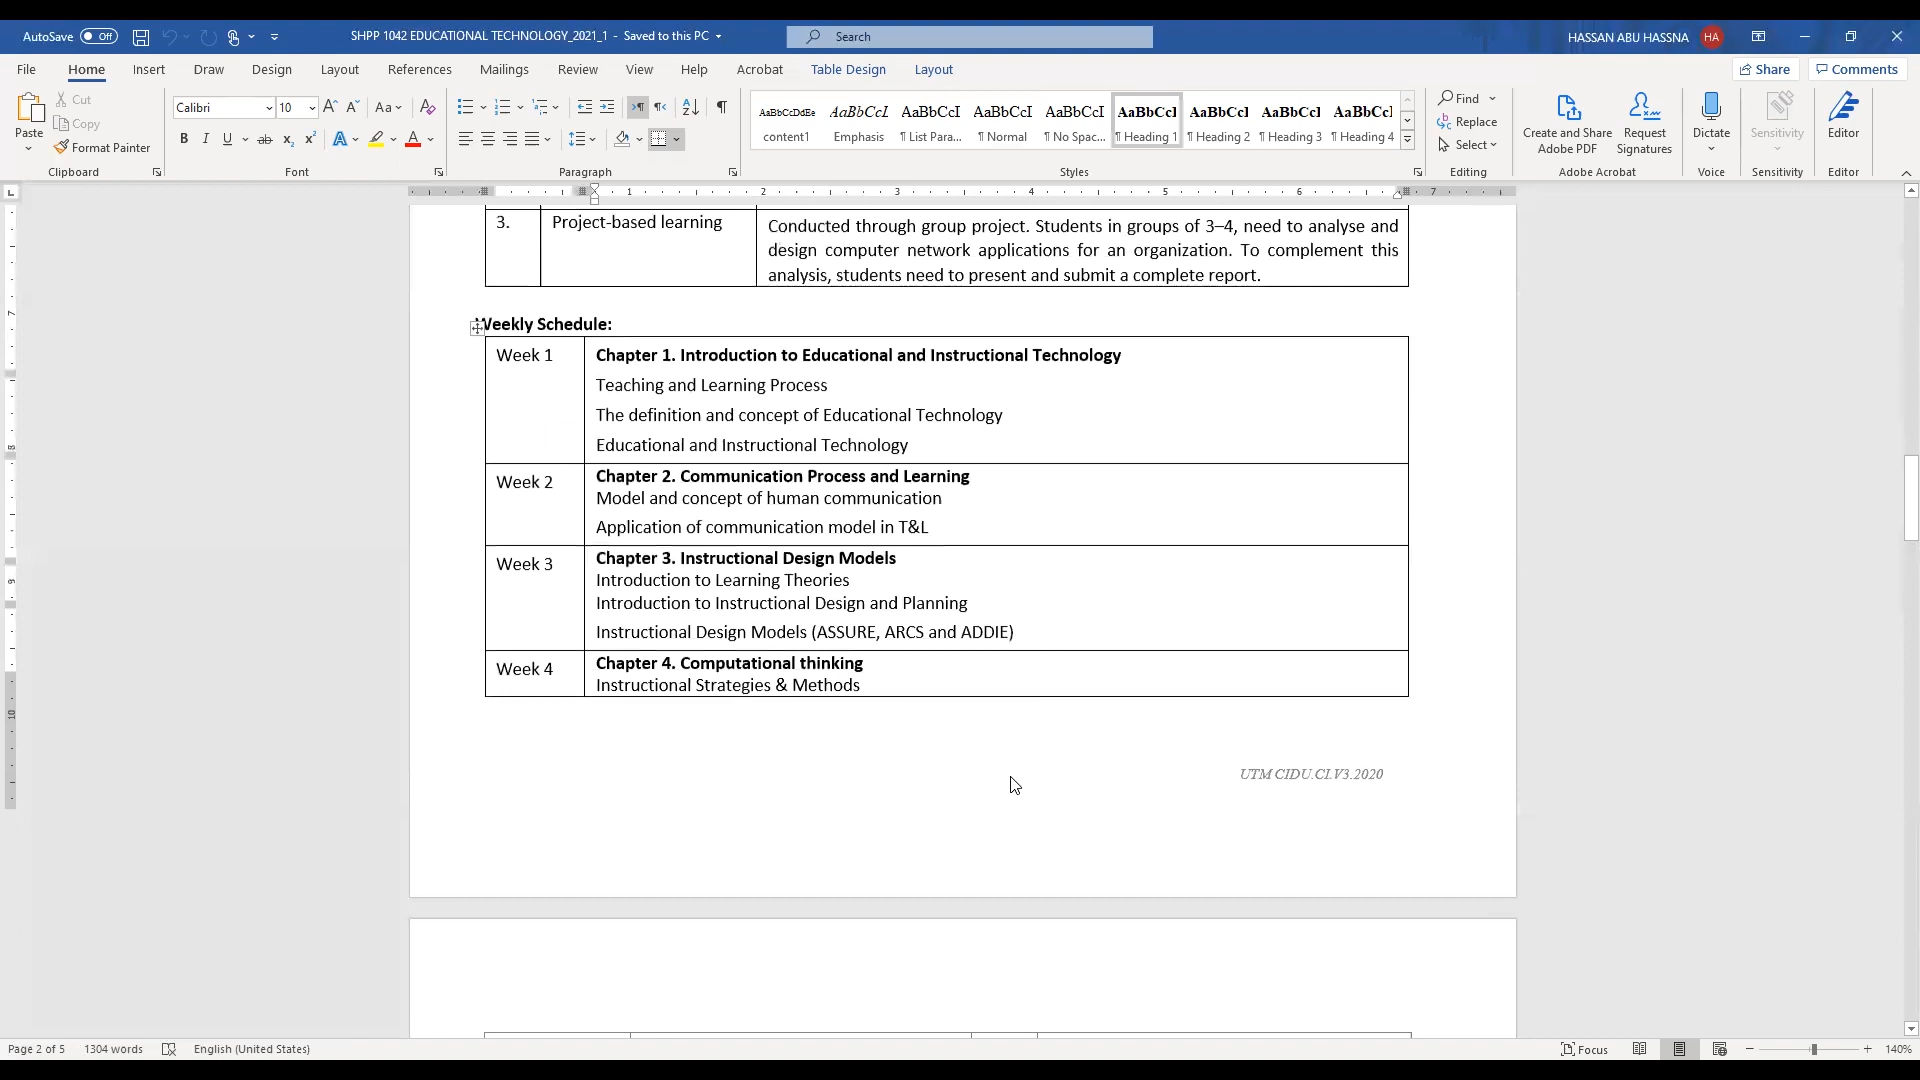 AutoSave Off SHPP 1042 EDUCATIONAL TECHNOLOGY_2021_1 - Saved to this PC Search HASSAN ABU HASSNA HA
File Home Insert Draw Design Layout References Mailings Review View Help Acrobat Table Design Layout Share Comments
Paste Cut Copy Format Painter
Clipboard
Calibri 10
Font
Paragraph
AaBbCcDdEe AaBbCcI AaBbCcI AaBbCcI AaBbCcI AaBbCcI AaBbCcI AaBbCcI AaBbCcI
content1 Emphasis ¶ List Para... ¶ Normal ¶ No Spac... ¶ Heading 1 ¶ Heading 2 ¶ Heading 3 ¶ Heading 4
Styles
Find
Replace
Select
Editing
Create and Share Adobe PDF
Request Signatures
Adobe Acrobat
Dictate
Voice
Sensitivity
Sensitivity
Editor
Editor
1 2 3 4 5 6 7
7
8
9
10
3. Project-based learning Conducted through group project. Students in groups of 3–4, need to analyse and
design computer network applications for an organization. To complement this
analysis, students need to present and submit a complete report.
Weekly Schedule:
Week 1 Chapter 1. Introduction to Educational and Instructional Technology
Teaching and Learning Process
The definition and concept of Educational Technology
Educational and Instructional Technology
Week 2 Chapter 2. Communication Process and Learning
Model and concept of human communication
Application of communication model in T&L
Week 3 Chapter 3. Instructional Design Models
Introduction to Learning Theories
Introduction to Instructional Design and Planning
Instructional Design Models (ASSURE, ARCS and ADDIE)
Week 4 Chapter 4. Computational thinking
Instructional Strategies & Methods
UTM CIDU.CI.V3.2020
Page 2 of 5 1304 words English (United States) Focus 140%